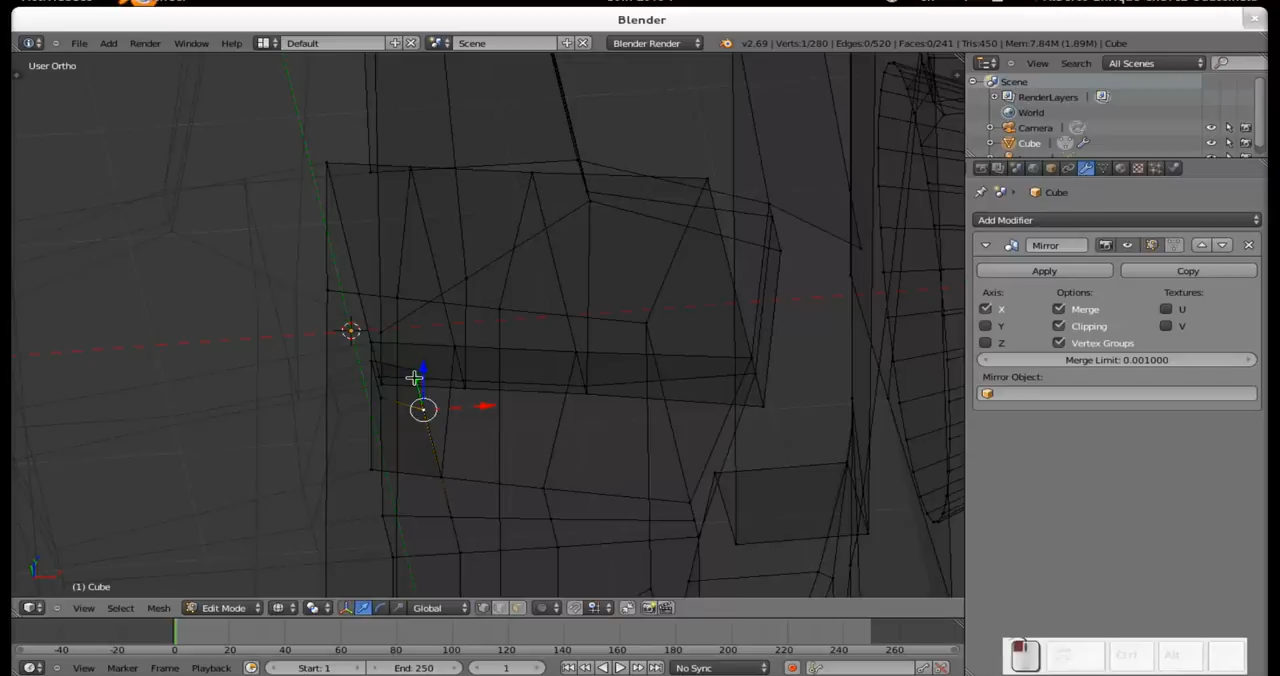 Blender
File Add Render Window Help Default Scene Blender Render v2.69 | Verts:1/280 | Edges:0/520 | Faces:0/241 | Tris:450 | Mem:7.84M (1.89M) | Cube
User Ortho
View Search All Scenes
Scene
RenderLayers
World
Camera
Cube
Cube
Add Modifier
Mirror
Apply Copy
Axis: Options: Textures:
X Merge U
Y Clipping V
Z Vertex Groups
Merge Limit: 0.001000
Mirror Object:
(1) Cube
View Select Mesh Edit Mode Global
-40 -20 0 20 40 60 80 100 120 140 160 180 200 220 240 260
View Marker Frame Playback Start: 1 End: 250 1 No Sync
Ctrl Alt